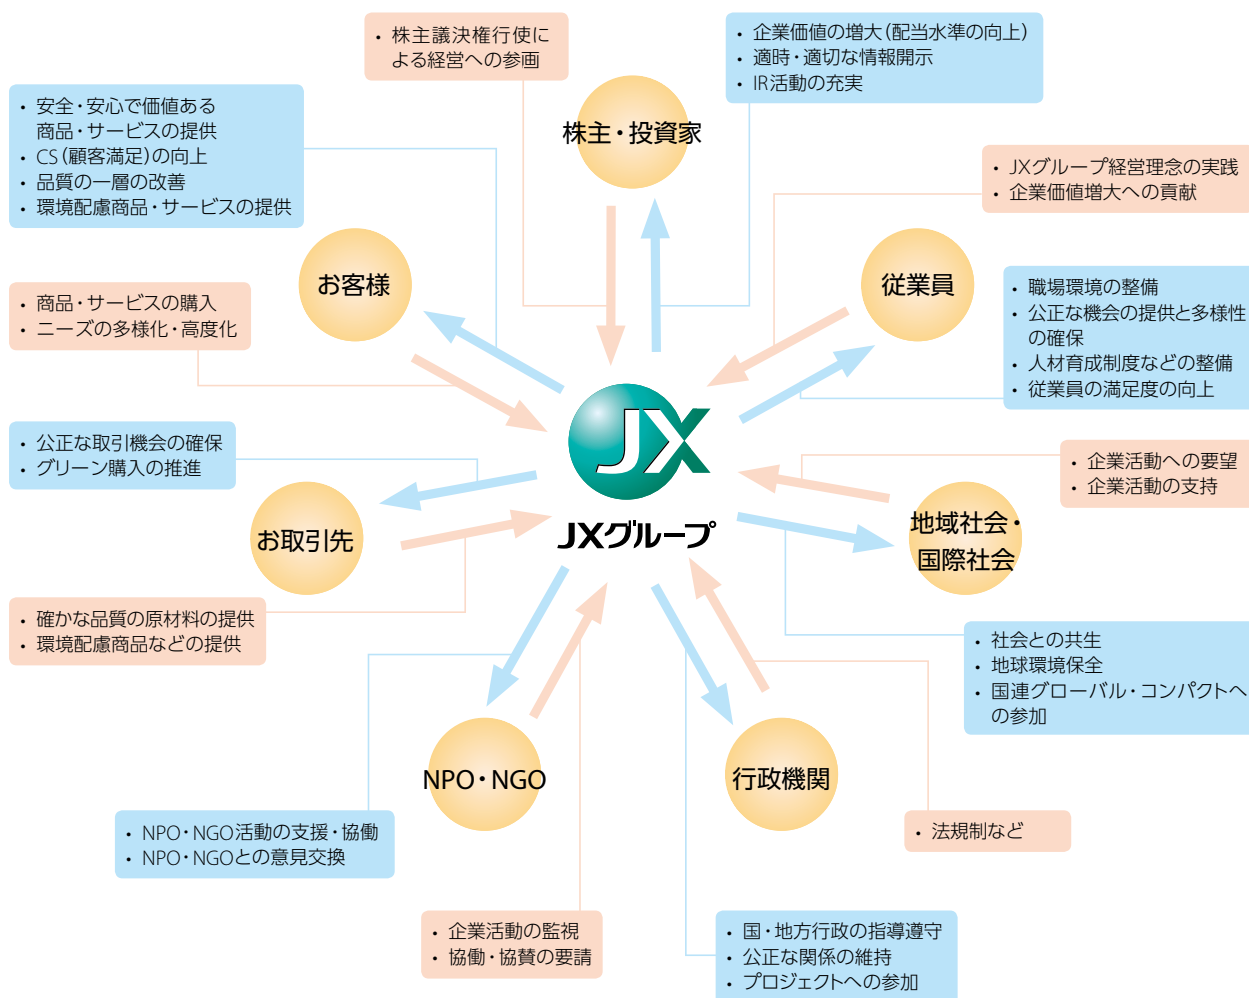 ・ 株主議決権行使に
よる経営への参画
・ 企業価値の増大(配当水準の向上)
・ 適時・適切な情報開示
・ IR活動の充実
株主・投資家
・ 安全・安心で価値ある
商品・サービスの提供
・ CS(顧客満足)の向上
・ 品質の一層の改善
・ 環境配慮商品・サービスの提供
・ JXグループ経営理念の実践
・ 企業価値増大への貢献
お客様
従業員
・ 商品・サービスの購入
・ ニーズの多様化・高度化
・ 職場環境の整備
・ 公正な機会の提供と多様性
の確保
・ 人材育成制度などの整備
・ 従業員の満足度の向上
JX
JXグループ
・ 公正な取引機会の確保
・ グリーン購入の推進
・ 企業活動への要望
・ 企業活動の支持
お取引先
地域社会・
国際社会
・ 確かな品質の原材料の提供
・ 環境配慮商品などの提供
・ 社会との共生
・ 地球環境保全
・ 国連グローバル・コンパクトへ
の参加
NPO・NGO
行政機関
・ NPO・NGO活動の支援・協働
・ NPO・NGOとの意見交換
・ 法規制など
・ 企業活動の監視
・ 協働・協賛の要請
・ 国・地方行政の指導遵守
・ 公正な関係の維持
・ プロジェクトへの参加